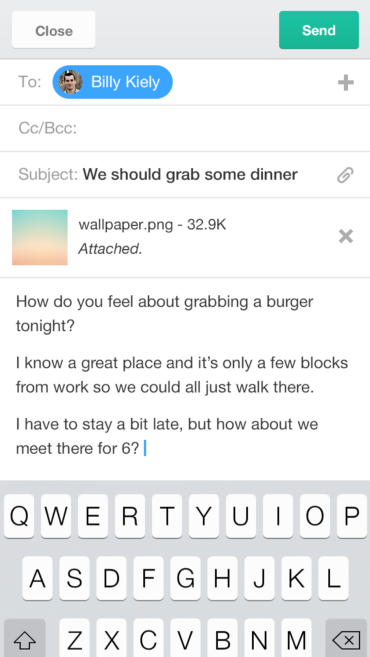 Close Send
To: Billy Kiely
Cc/Bcc:
Subject: We should grab some dinner
wallpaper.png - 32.9K
Attached.
How do you feel about grabbing a burger
tonight?
I know a great place and it’s only a few blocks
from work so we could all just walk there.
I have to stay a bit late, but how about we
meet there for 6?
Q W E R T Y U I O P
A S D F G H J K L
Z X C V B N M